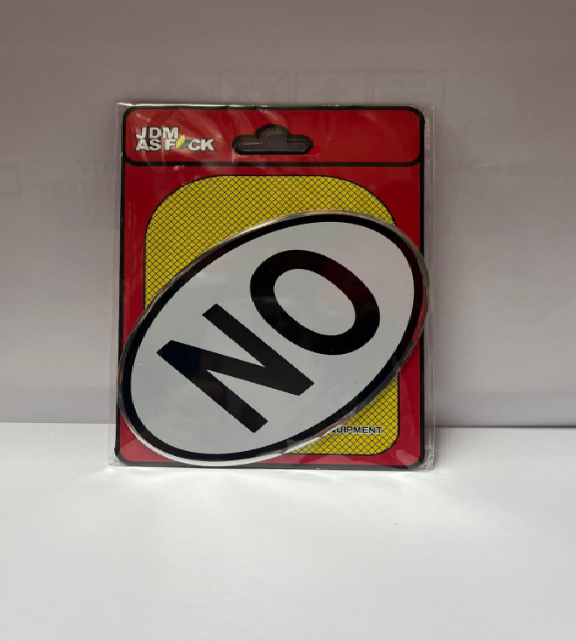 JDM
AS F CK
NO
UIPMENT